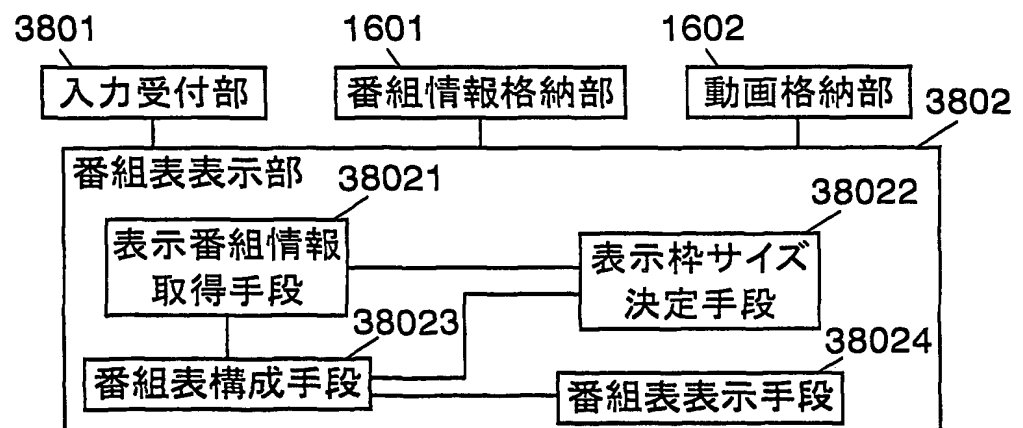 3801
1601
1602
入力受付部
番組情報格納部
動画格納部
3802
番組表表示部
38021
38022
表示番組情報
取得手段
表示枠サイズ
決定手段
38023
38024
番組表構成手段
番組表表示手段